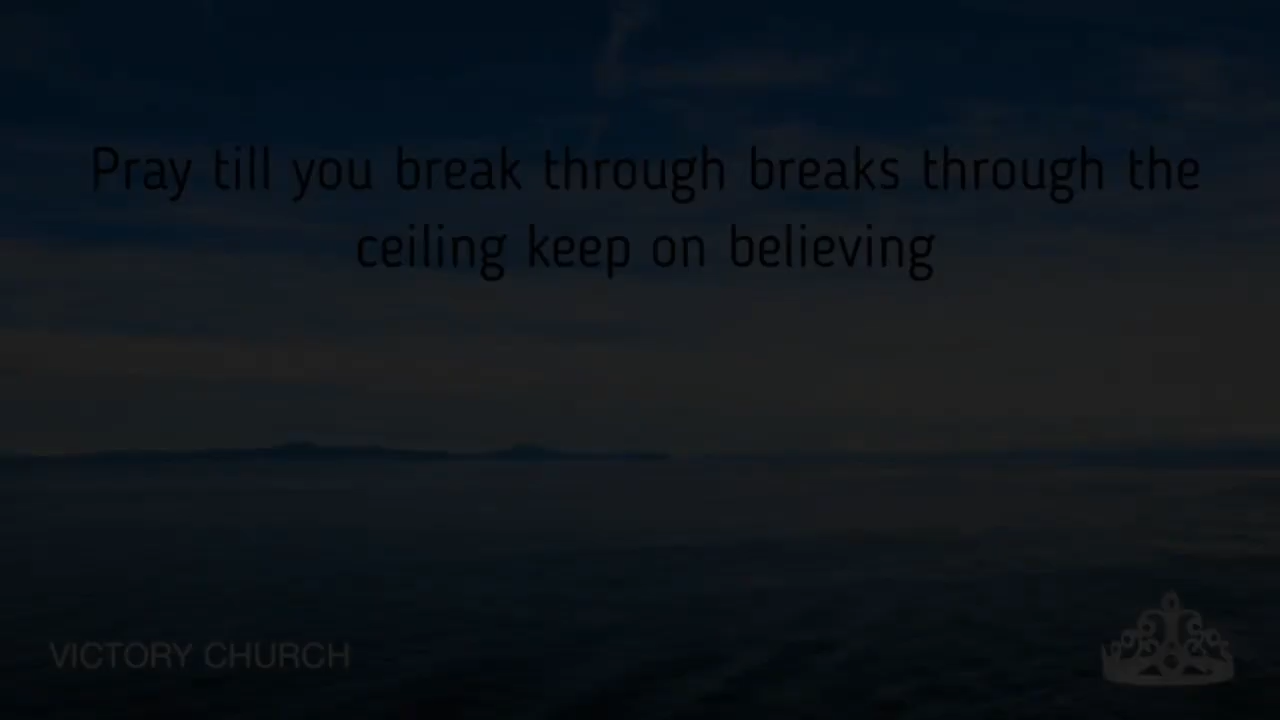 Pray till you break through breaks through the
ceiling keep on believing
VICTORY CHURCH